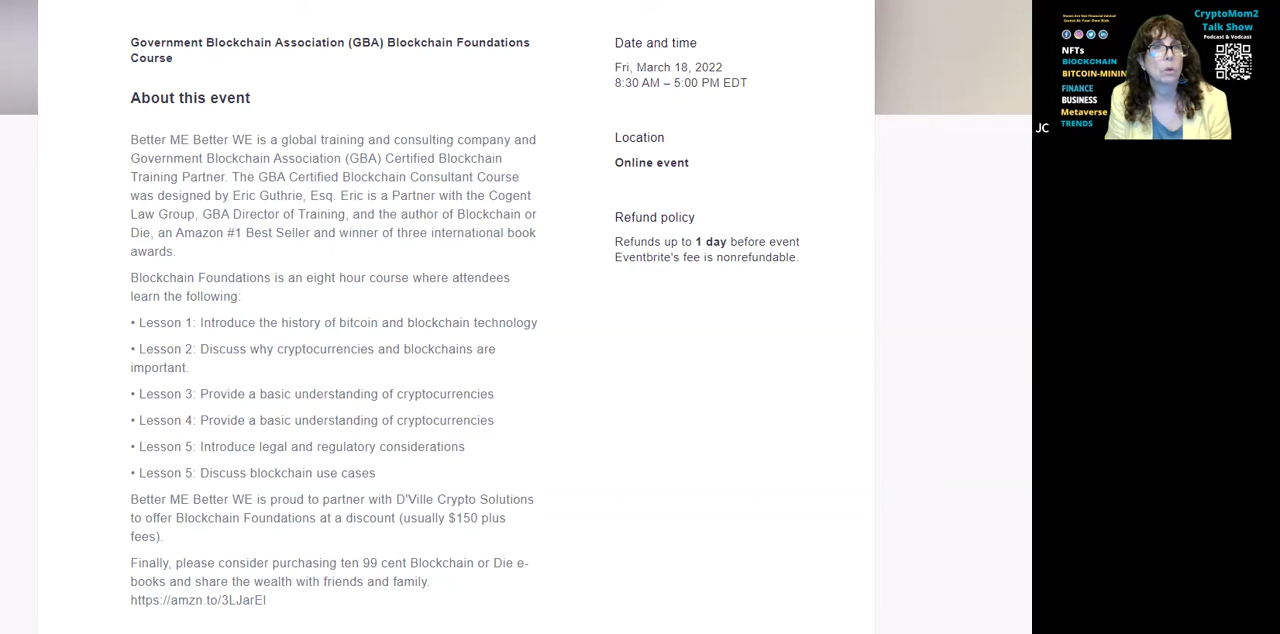 Government Blockchain Association (GBA) Blockchain Foundations
Course
About this event
Better ME Better WE is a global training and consulting company and
Government Blockchain Association (GBA) Certified Blockchain
Training Partner. The GBA Certified Blockchain Consultant Course
was designed by Eric Guthrie, Esq. Eric is a Partner with the Cogent
Law Group, GBA Director of Training, and the author of Blockchain or
Die, an Amazon #1 Best Seller and winner of three international book
awards.
Blockchain Foundations is an eight hour course where attendees
learn the following:
• Lesson 1: Introduce the history of bitcoin and blockchain technology
• Lesson 2: Discuss why cryptocurrencies and blockchains are
important.
• Lesson 3: Provide a basic understanding of cryptocurrencies
• Lesson 4: Provide a basic understanding of cryptocurrencies
• Lesson 5: Introduce legal and regulatory considerations
• Lesson 5: Discuss blockchain use cases
Better ME Better WE is proud to partner with D'Ville Crypto Solutions
to offer Blockchain Foundations at a discount (usually $150 plus
fees).
Finally, please consider purchasing ten 99 cent Blockchain or Die e-
books and share the wealth with friends and family.
https://amzn.to/3LJarEl
Date and time
Fri, March 18, 2022
8:30 AM – 5:00 PM EDT
Location
Online event
Refund policy
Refunds up to 1 day before event
Eventbrite's fee is nonrefundable.
Invest At Your Own Risk
NFTs
BlOCKCHAIN
BITCOIN-MININ
FINANCE
BUSINESS
Metaverse
TRENDS
CryptoMom2
Talk Show
Podcast & Vodcast
JC